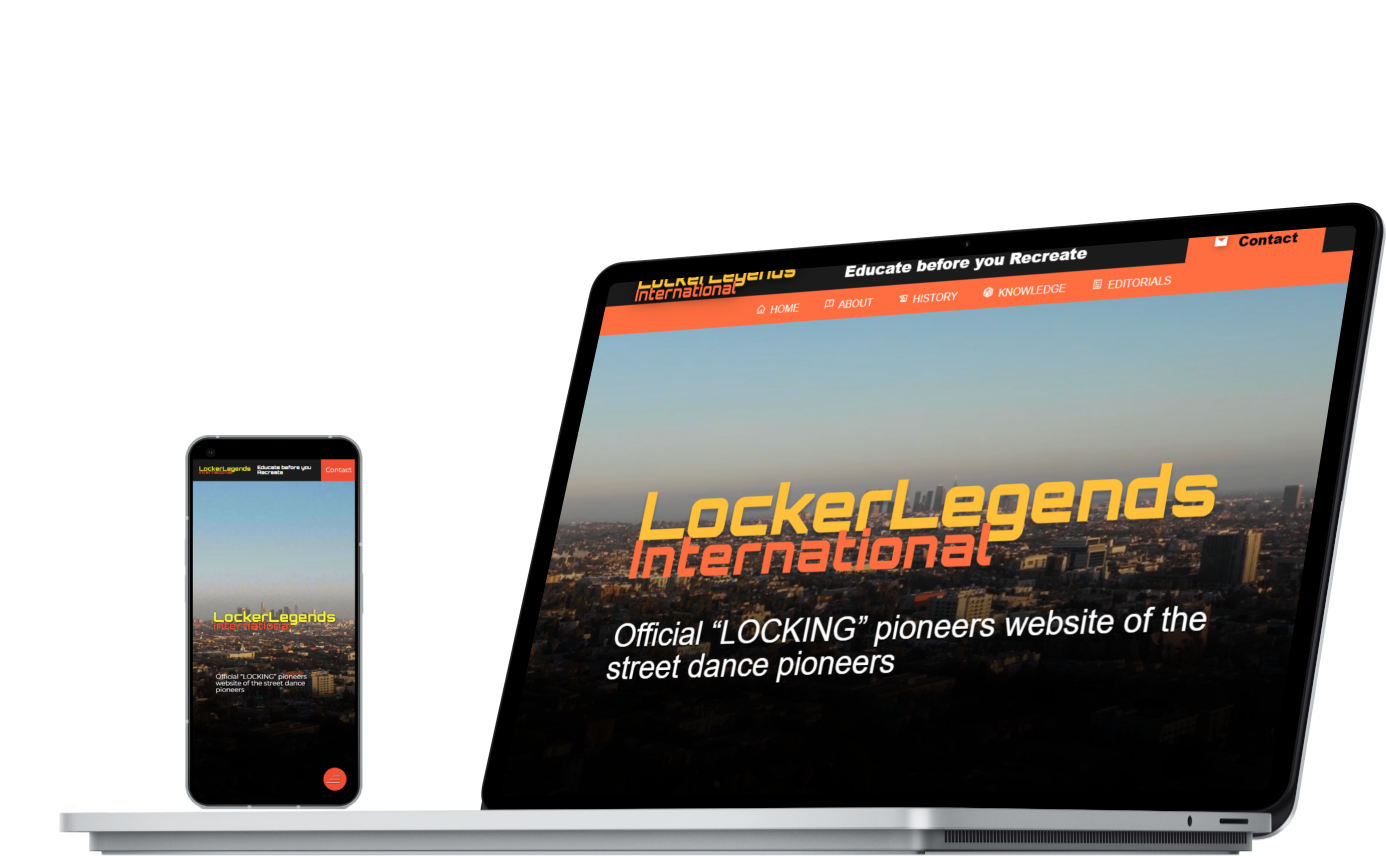 LockerLegends
International
Educate before you Recreate
Contact
HOME
ABOUT
HISTORY
KNOWLEDGE
EDITORIALS
LockerLegends
International
Official “LOCKING” pioneers website of the
street dance pioneers
LockerLegends
International
Educate before you
Recreate
Contact
LockerLegends
International
Official “LOCKING” pioneers
website of the street dance
pioneers